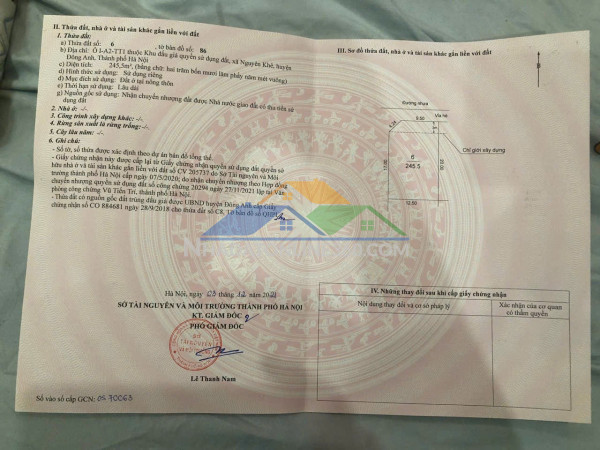 II. Thửa đất, nhà ở và tài sản khác gắn liền với đất
1. Thửa đất:
a) Thửa đất số: 6 , tờ bản đồ số: 86
b) Địa chỉ: Ô I-A2-TT1 thuộc Khu đấu giá quyền sử dụng đất, xã Nguyên Khê, huyện
Đông Anh, Thành phố Hà Nội
c) Diện tích: 245,5m², (bằng chữ: hai trăm bốn mươi lăm phẩy năm mét vuông)
d) Hình thức sử dụng: Sử dụng riêng
đ) Mục đích sử dụng: Đất ở tại nông thôn
e) Thời hạn sử dụng: Lâu dài
g) Nguồn gốc sử dụng: Nhận chuyển nhượng đất được Nhà nước giao đất có thu tiền sử
dụng đất
2. Nhà ở: -/-
3. Công trình xây dựng khác: -/-
4. Rừng sản xuất là rừng trồng: -/-
5. Cây lâu năm: -/-
6. Ghi chú:
- Số tờ, số thửa được xác định theo dự án bản đồ tổng thể.
- Giấy chứng nhận này được cấp lại từ Giấy chứng nhận quyền sử dụng đất quyền sở
hữu nhà ở và tài sản khác gắn liền với đất số CV 205737 do Sở Tài nguyên và Môi
trường thành phố Hà Nội cấp ngày 07/5/2020; do nhận chuyển nhượng theo Hợp đồng
chuyển nhượng quyền sử dụng đất số công chứng 20296 ngày 27/11/2021 lập tại Văn
phòng công chứng Vũ Tiến Trí, thành phố Hà Nội.
- Thửa đất có nguồn gốc đất trúng đấu giá được UBND huyện Đông Anh cấp Giấy
chứng nhận số CO 884681 ngày 28/9/2018 cho thửa đất số C8, Tờ bản đồ số
Hà Nội, ngày 03 tháng 12 năm 2021
SỞ TÀI NGUYÊN VÀ MÔI TRƯỜNG THÀNH PHỐ HÀ NỘI
KT. GIÁM ĐỐC
PHÓ GIÁM ĐỐC
SỞ
TÀI NGUYÊN
Lê Thanh Nam
Số vào sổ cấp GCN: 70063
III. Sơ đồ thửa đất, nhà ở và tài sản khác gắn liền với đất
Đường nhựa
Vỉa hè
9.50
Chỉ giới xây dựng
6
245.5
12.50
IV. Những thay đổi sau khi cấp giấy chứng nhận
Nội dung thay đổi và cơ sở pháp lý
Xác nhận của cơ quan
có thẩm quyền